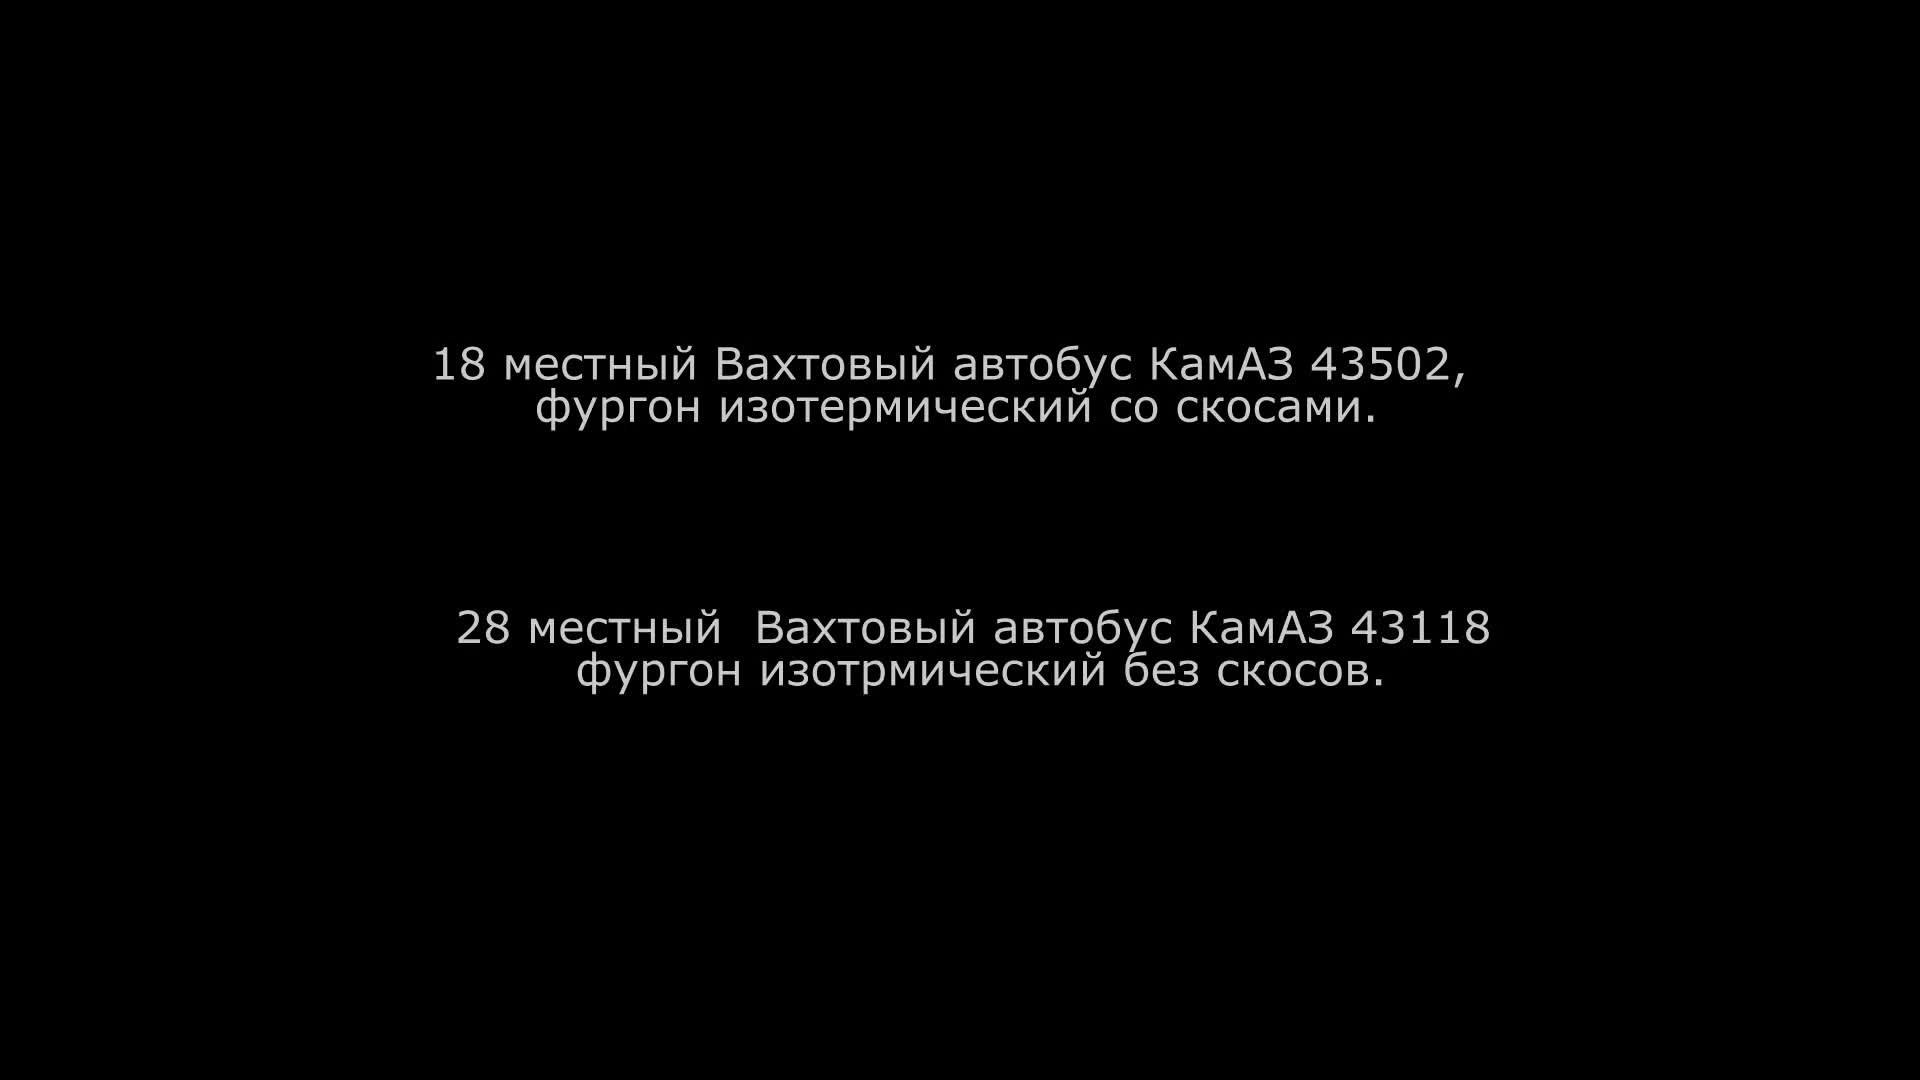 18 местный Вахтовый автобус КамАЗ 43502,
фургон изотермический со скосами.
28 местный  Вахтовый автобус КамАЗ 43118
фургон изотрмический без скосов.